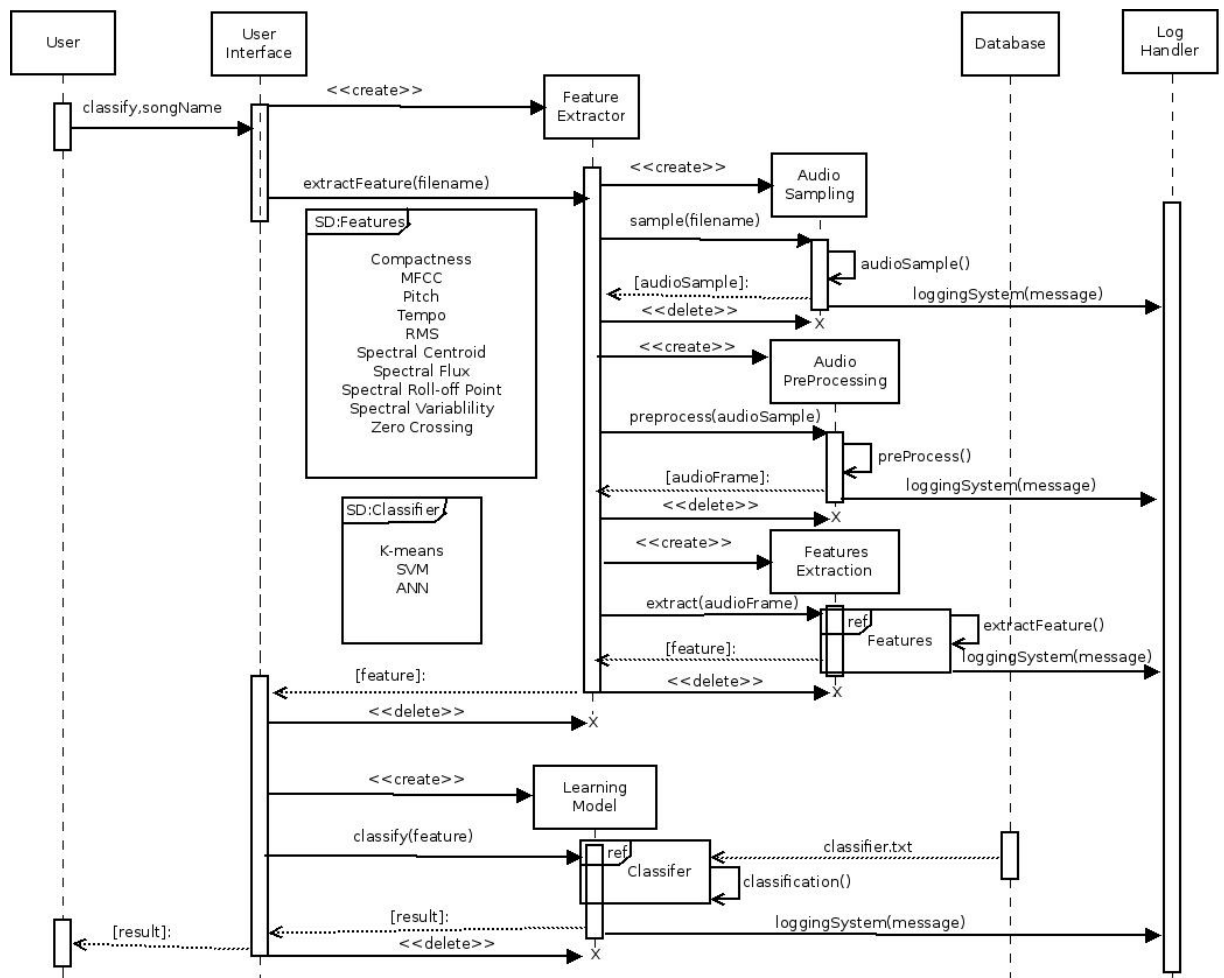 User
User
Interface
Database
Log
Handler
<<create>>
Feature
Extractor
classify,songName
<<create>>
Audio
Sampling
extractFeature(filename)
SD:Features
sample(filename)
Compactness
MFCC
Pitch
Tempo
RMS
Spectral Centroid
Spectral Flux
Spectral Roll-off Point
Spectral Variablility
Zero Crossing
audioSample()
[audioSample]:
loggingSystem(message)
<<delete>>
X
<<create>>
Audio
PreProcessing
preprocess(audioSample)
preProcess()
[audioFrame]:
loggingSystem(message)
<<delete>>
X
SD:Classifier
K-means
SVM
ANN
<<create>>
Features
Extraction
extract(audioFrame)
ref
Features
extractFeature()
[feature]:
loggingSystem(message)
[feature]:
<<delete>>
X
<<delete>>
X
<<create>>
Learning
Model
classify(feature)
ref
Classifer
classifier.txt
classification()
[result]:
loggingSystem(message)
[result]:
<<delete>>
X